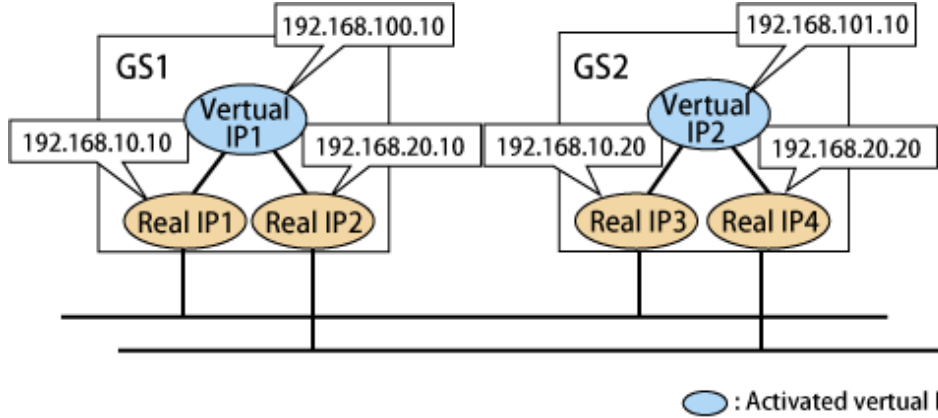 192.168.100.10
192.168.101.10
GS1
GS2
Vertual
IP1
Vertual
IP2
192.168.10.10
192.168.20.10
192.168.10.20
192.168.20.20
Real IP1
Real IP2
Real IP3
Real IP4
: Activated vertual